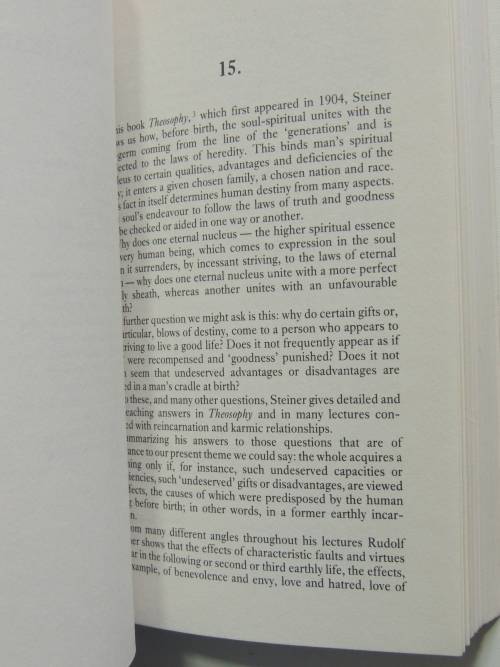 15.
his book Theosophy,³ which first appeared in 1904, Steiner
ws us how, before birth, the soul-spiritual unites with the
germ coming from the line of the ‘generations’ and is
ected to the laws of heredity. This binds man's spiritual
leus to certain qualities, advantages and deficiencies of the
y; it enters a given chosen family, a chosen nation and race.
s fact in itself determines human destiny from many aspects.
soul's endeavour to follow the laws of truth and goodness
be checked or aided in one way or another.
hy does one eternal nucleus — the higher spiritual essence
very human being, which comes to expression in the soul
n it surrenders, by incessant striving, to the laws of eternal
— why does one eternal nucleus unite with a more perfect
ly sheath, whereas another unites with an unfavourable
th?
further question we might ask is this: why do certain gifts or,
articular, blows of destiny, come to a person who appears to
triving to live a good life? Does it not frequently appear as if
were recompensed and ‘goodness’ punished? Does it not
seem that undeserved advantages or disadvantages are
ed in a man's cradle at birth?
o these, and many other questions, Steiner gives detailed and
eaching answers in Theosophy and in many lectures con-
ed with reincarnation and karmic relationships.
mmarizing his answers to those questions that are of
ance to our present theme we could say: the whole acquires a
ning only if, for instance, such undeserved capacities or
iencies, such ‘undeserved’ gifts or disadvantages, are viewed
ffects, the causes of which were predisposed by the human
g before birth; in other words, in a former earthly incar-
n.
om many different angles throughout his lectures Rudolf
er shows that the effects of characteristic faults and virtues
ar in the following or second or third earthly life, the effects,
xample, of benevolence and envy, love and hatred, love of